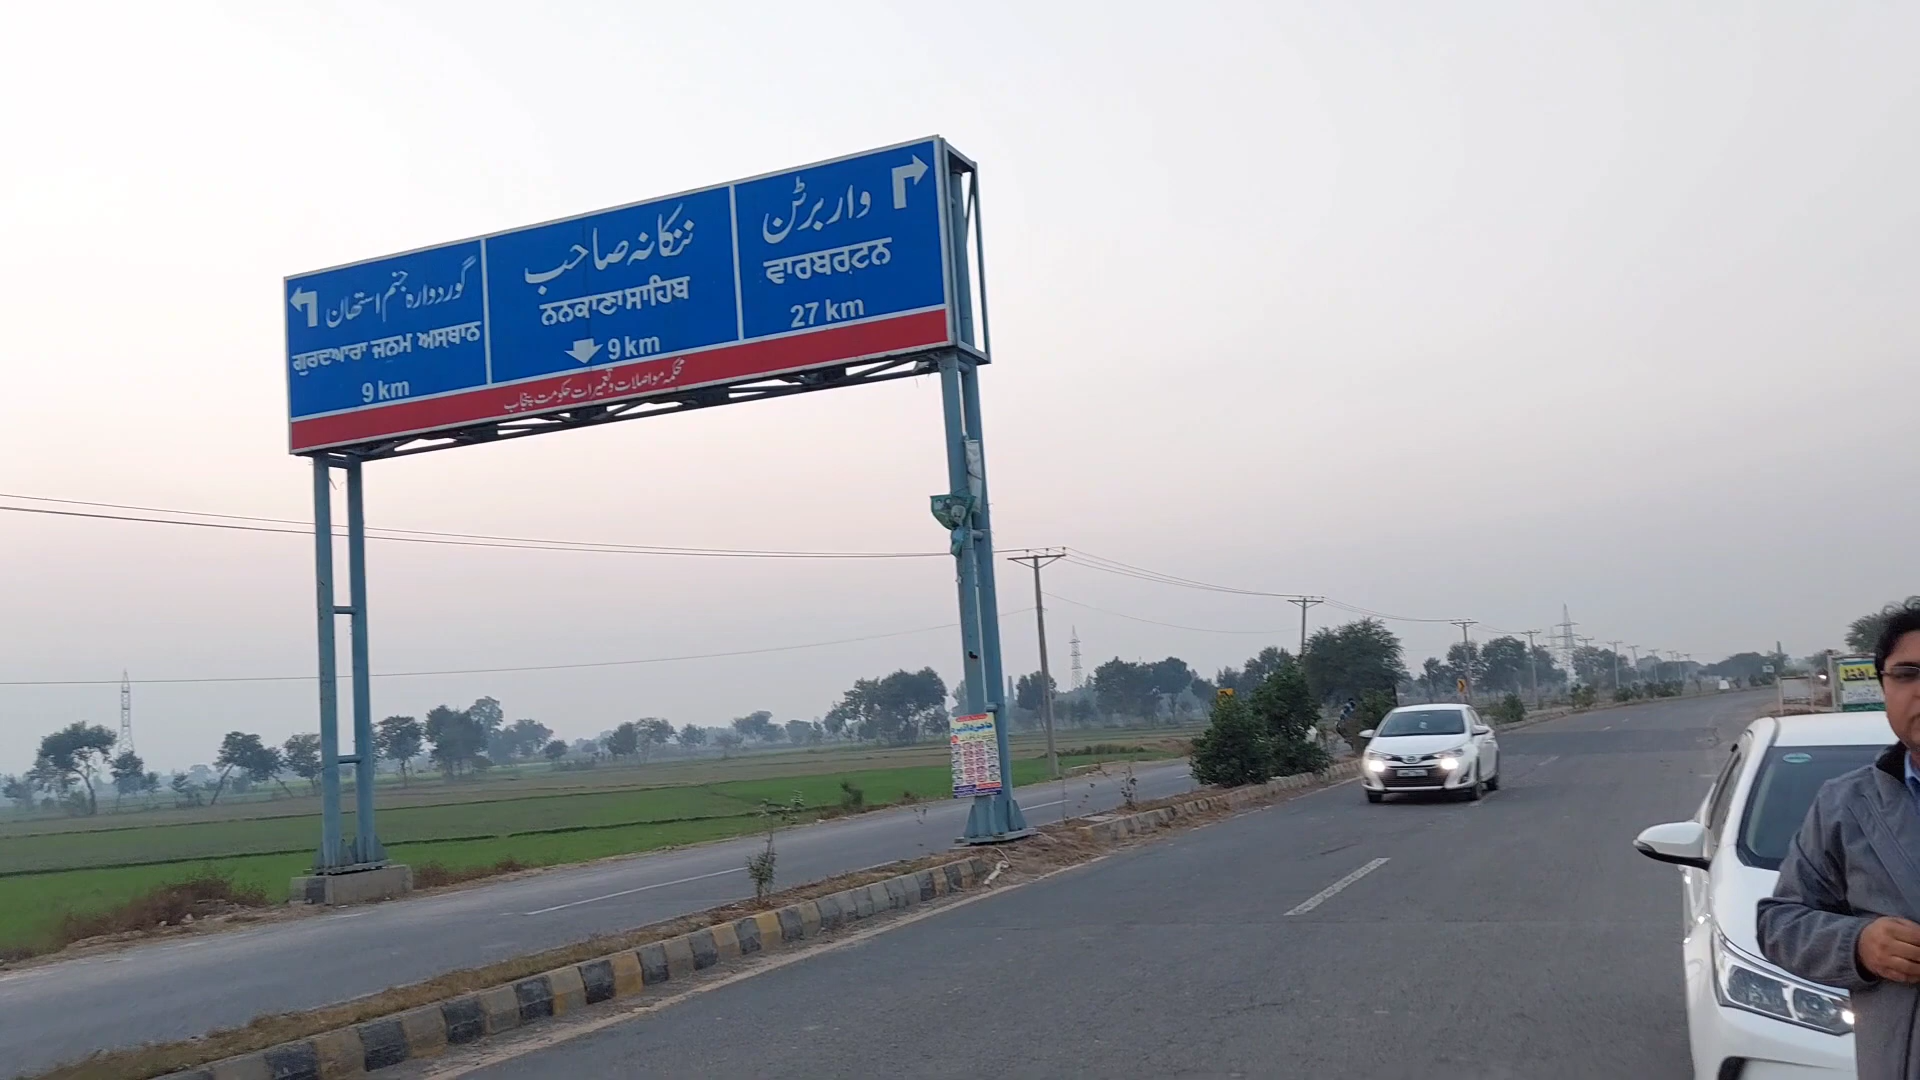 گوردوارہ جنم استھان
ਗੁਰਦਆਰਾ ਜਨਮ ਅਸਥਾਨ
9 km
ننکانہ صاحب
ਨਨਕਾਣਾ ਸਾਹਿਬ
9 km
واربرٹن
ਵਾਰਬਰਟਨ
27 km
محکمہ مواصلات و تعمیرات حکومت پنجاب